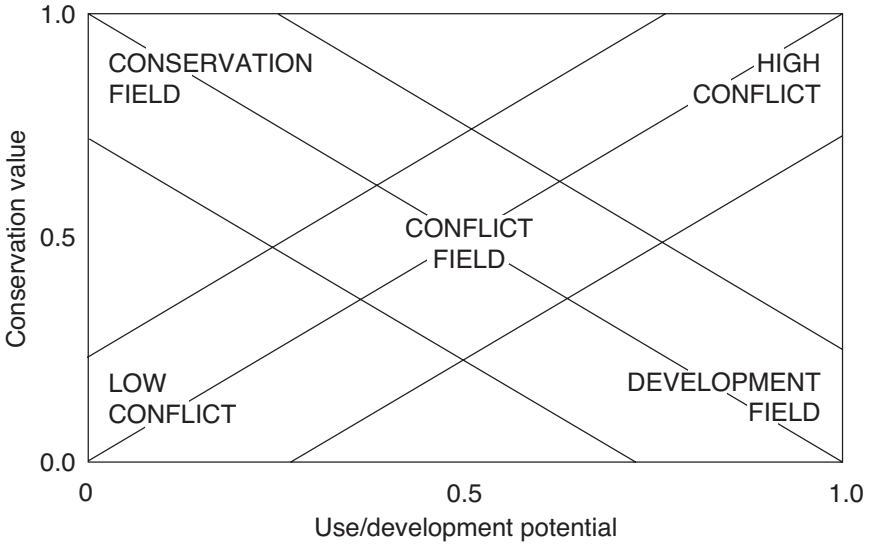 1.0
CONSERVATION
FIELD
HIGH
CONFLICT
Conservation value
0.5
CONFLICT
FIELD
LOW
CONFLICT
DEVELOPMENT
FIELD
0.0
0
0.5
1.0
Use/development potential